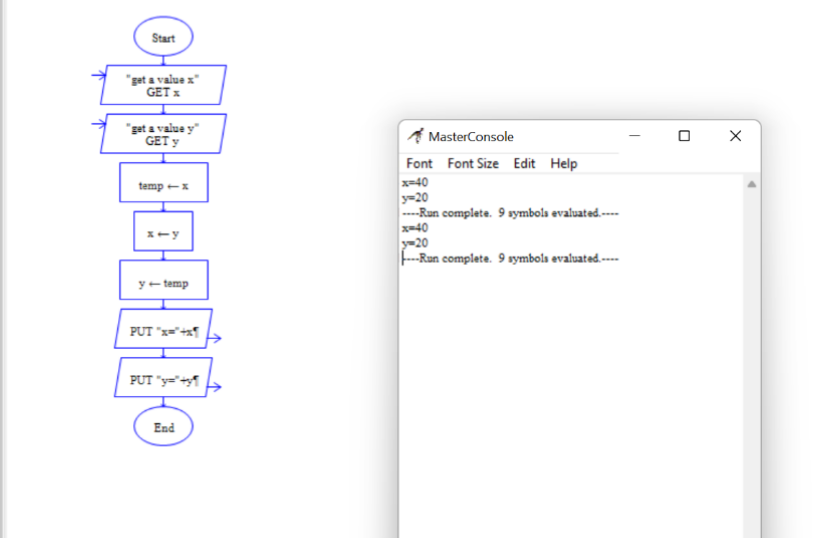 Start
"get a value x"
GET x
"get a value y"
GET y
temp ← x
x ← y
y ← temp
PUT "x="+x¶
PUT "y="+y¶
End
MasterConsole
Font Font Size Edit Help
x=40
y=20
----Run complete. 9 symbols evaluated.----
x=40
y=20
----Run complete. 9 symbols evaluated.----